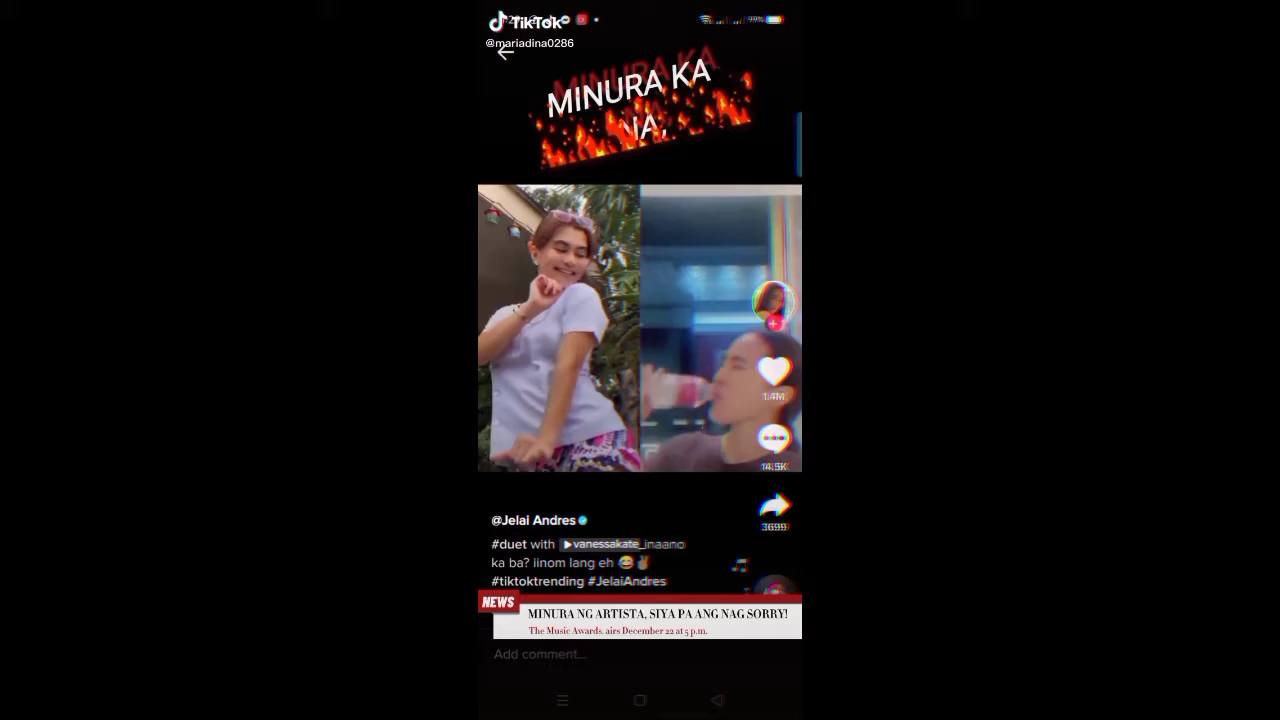 TikTok
@mariadina0286
MINURA KA
NA,
1.4M
14.5K
3699
@Jelai Andres
#duet with ▶vanessakate_inaano
ka ba? iinom lang eh 😂✌
#tiktoktrending #JelaiAndres
NEWS
MINURA NG ARTISTA, SIYA PA ANG NAG SORRY!
The Music Awards, airs December 22 at 5 p.m.
Add comment...